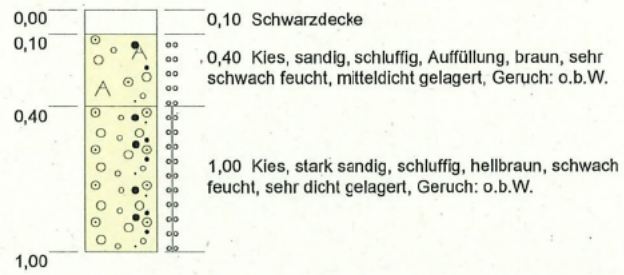 0,00
0,10 Schwarzdecke
0,10
0,40 Kies, sandig, schluffig, Auffüllung, braun, sehr
schwach feucht, mitteldicht gelagert, Geruch: o.b.W.
A
A
0,40
1,00 Kies, stark sandig, schluffig, hellbraun, schwach
feucht, sehr dicht gelagert, Geruch: o.b.W.
1,00